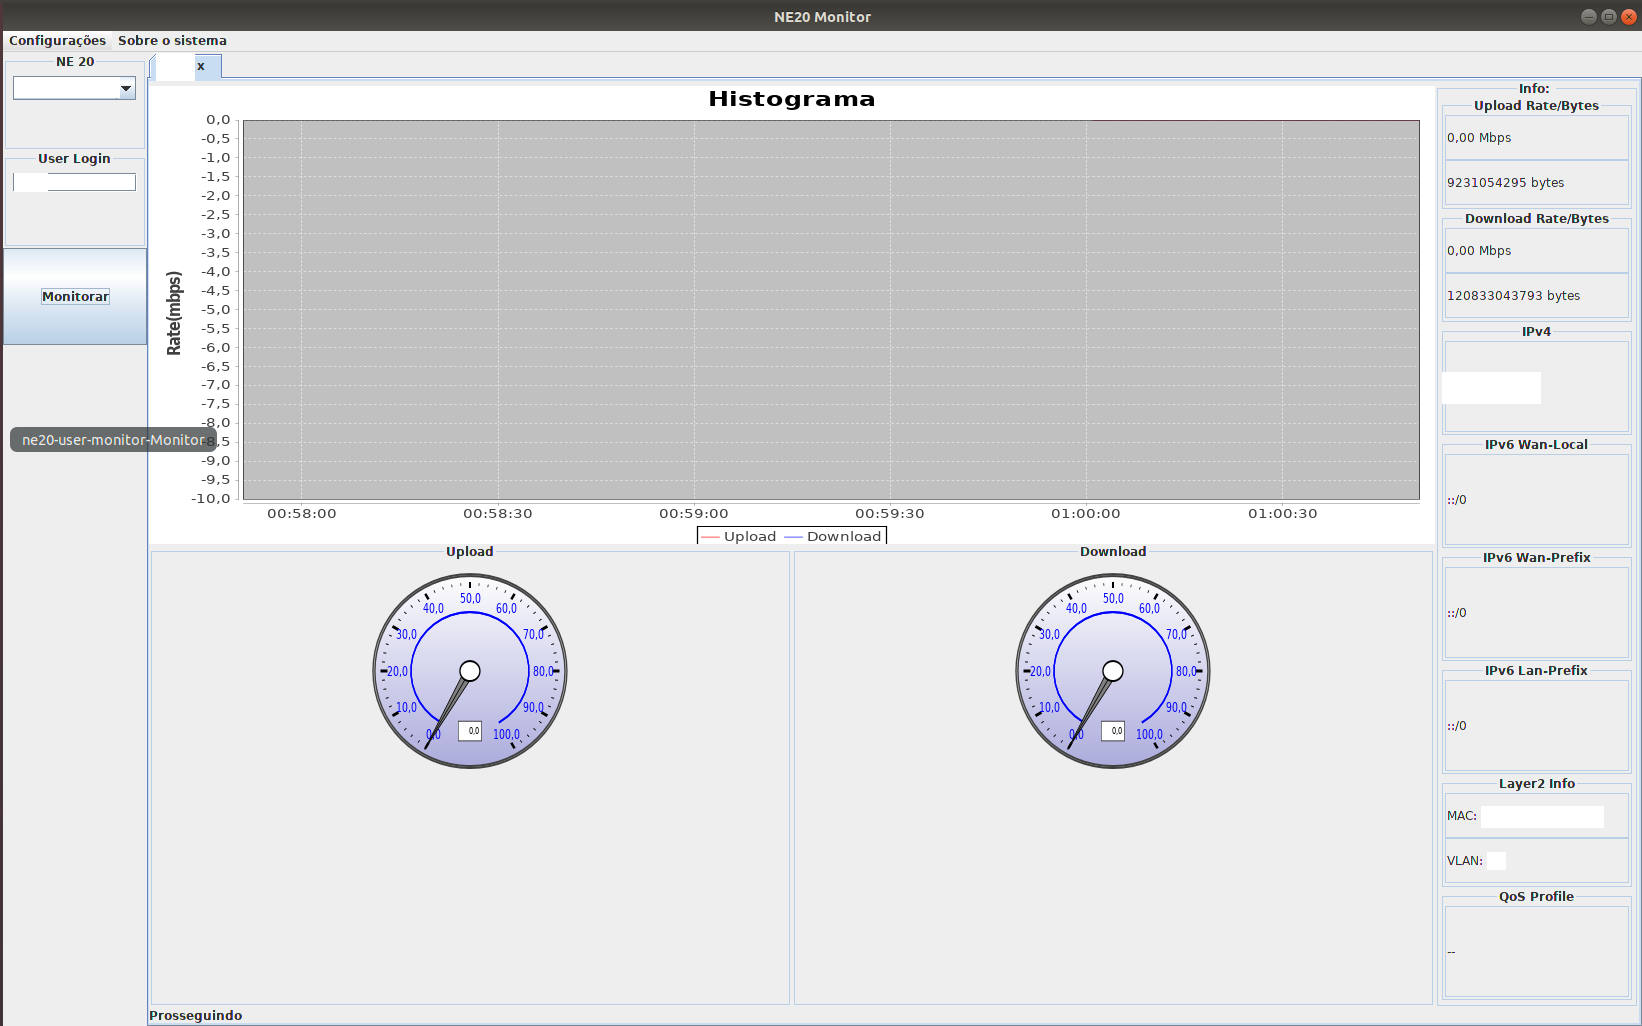 NE20 Monitor
Configurações Sobre o sistema
NE 20
User Login
Monitorar
ne20-user-monitor-Monitor
x
Histograma
Rate(mbps)
0,0
-0,5
-1,0
-1,5
-2,0
-2,5
-3,0
-3,5
-4,0
-4,5
-5,0
-5,5
-6,0
-6,5
-7,0
-7,5
-8,0
-8,5
-9,0
-9,5
-10,0
00:58:00 00:58:30 00:59:00 00:59:30 01:00:00 01:00:30
Upload Download
Upload
0,0 10,0 20,0 30,0 40,0 50,0 60,0 70,0 80,0 90,0 100,0
0,0
Download
0,0 10,0 20,0 30,0 40,0 50,0 60,0 70,0 80,0 90,0 100,0
0,0
Info:
Upload Rate/Bytes
0,00 Mbps
9231054295 bytes
Download Rate/Bytes
0,00 Mbps
120833043793 bytes
IPv4
IPv6 Wan-Local
::/0
IPv6 Wan-Prefix
::/0
IPv6 Lan-Prefix
::/0
Layer2 Info
MAC:
VLAN:
QoS Profile
--
Prosseguindo